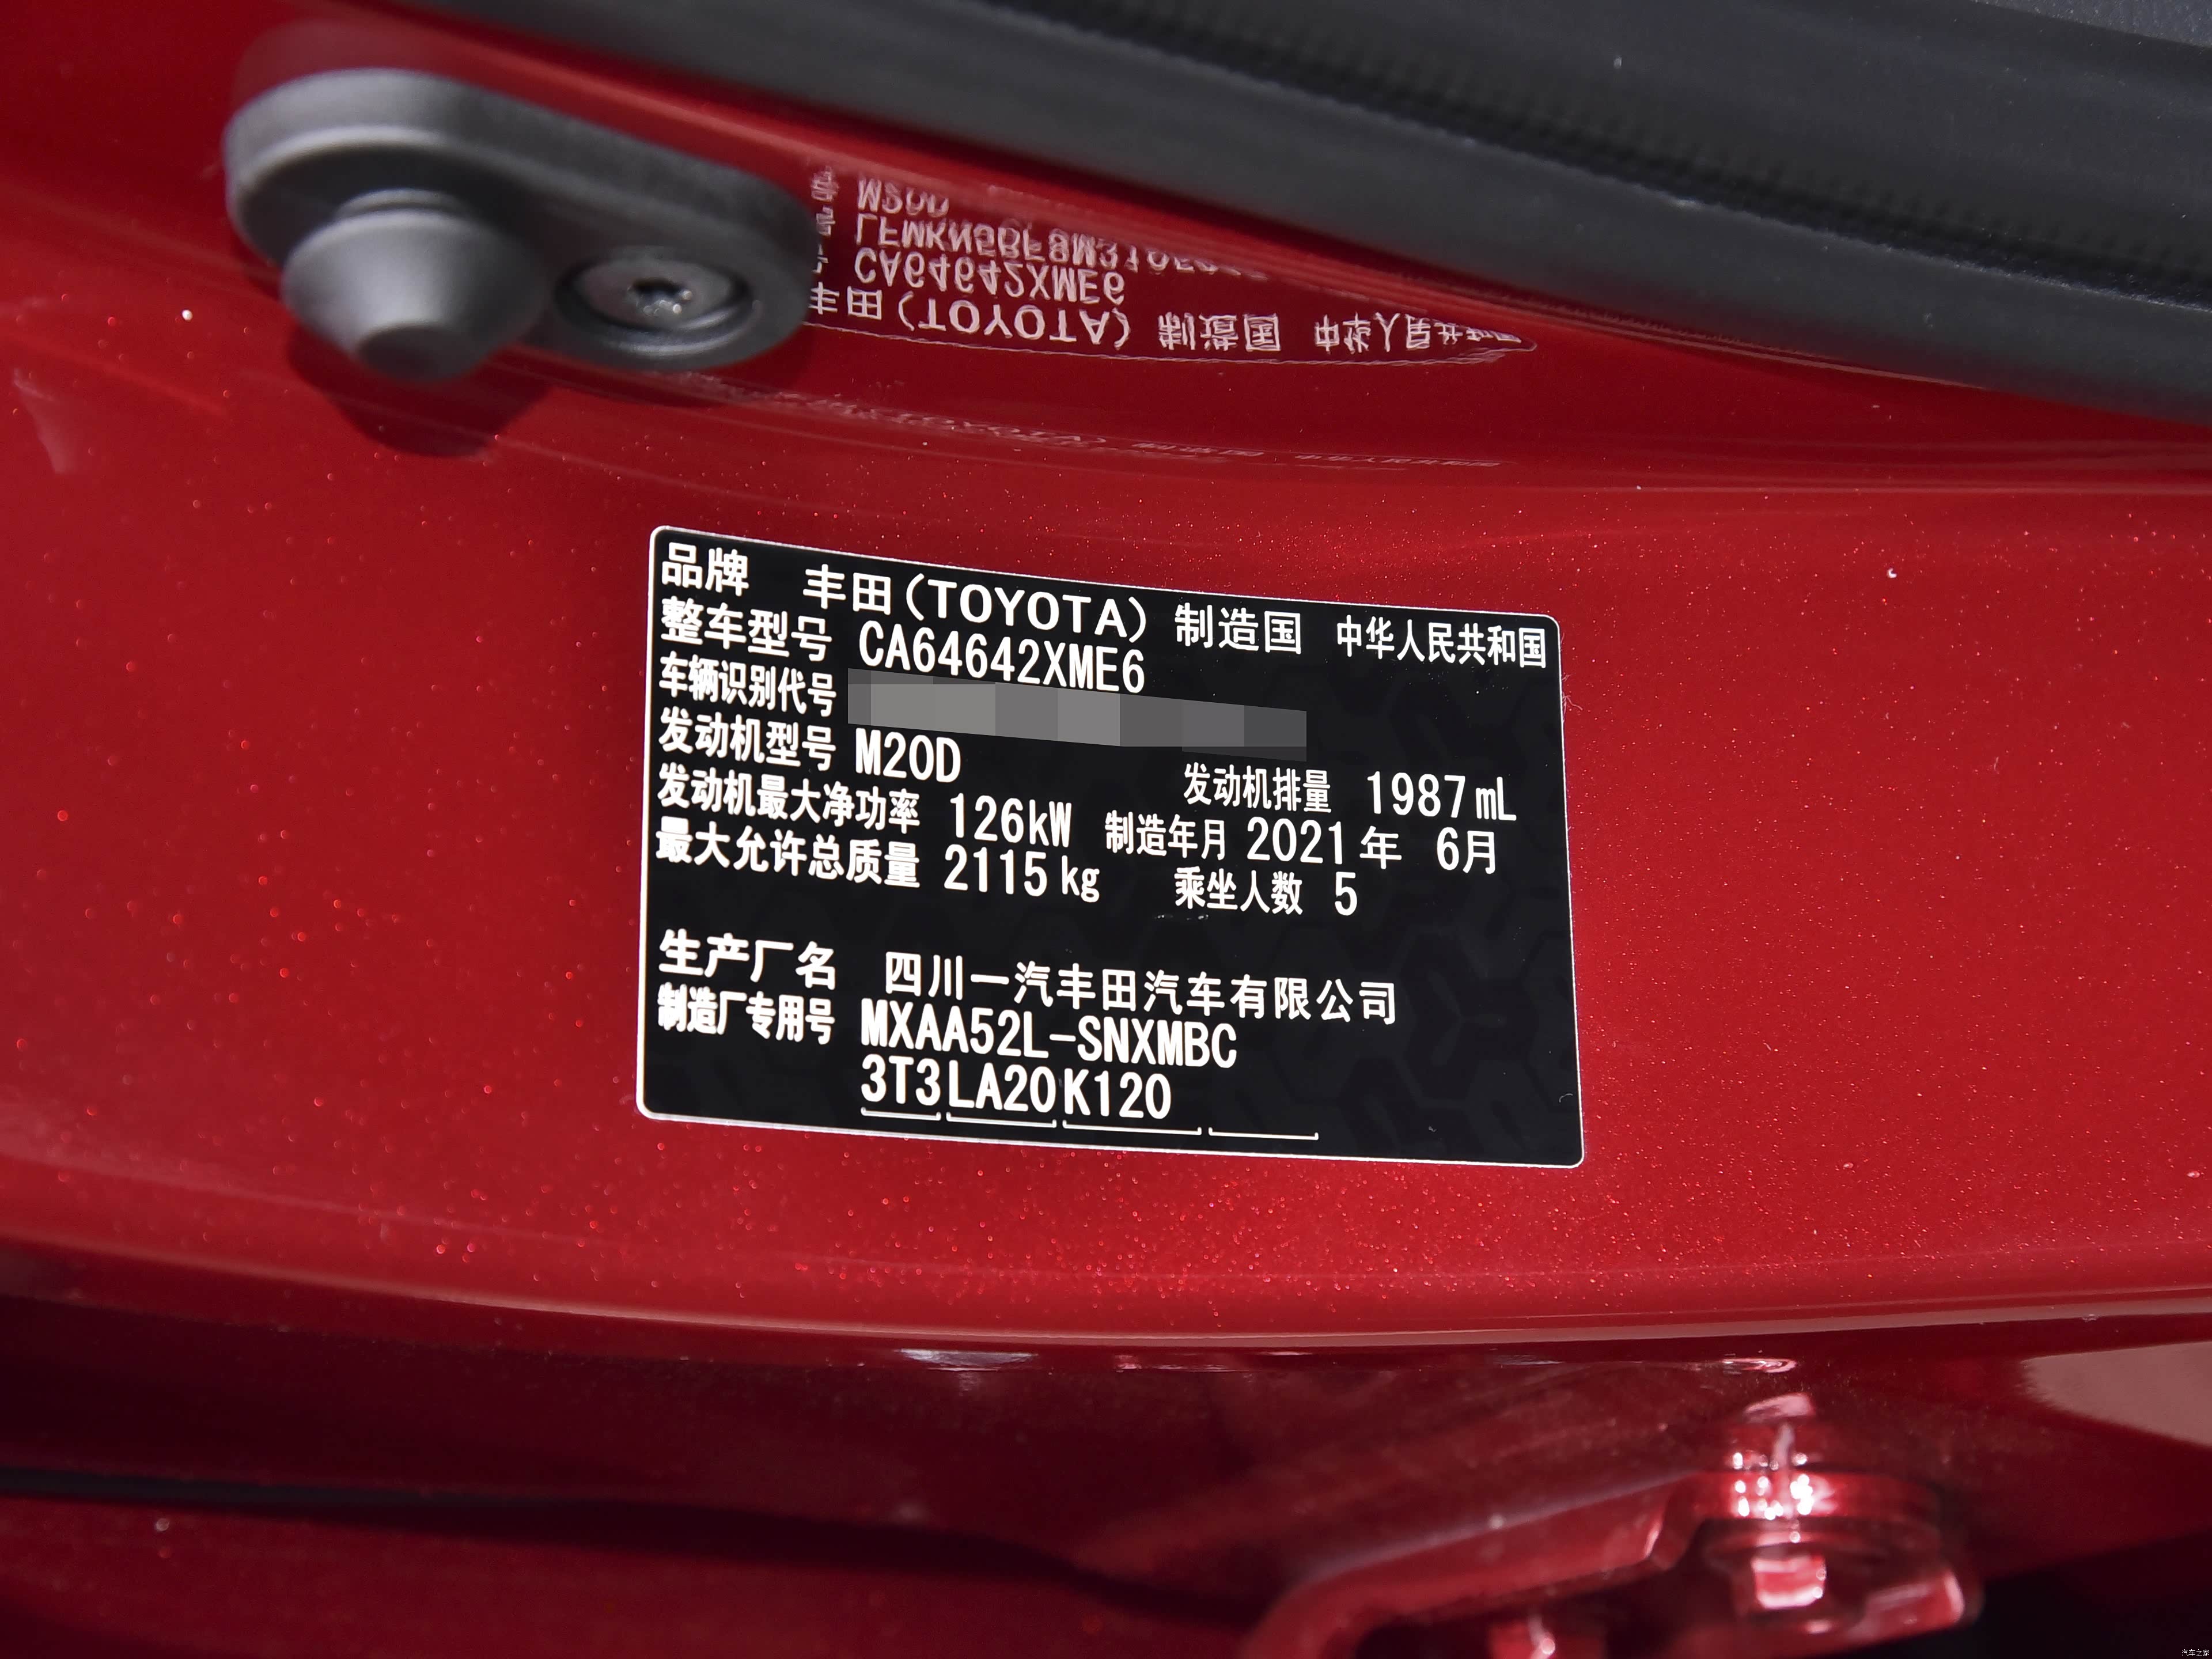 品牌 丰田(TOYOTA) 制造国 中华人民共和国
整车型号 CA64642XME6
车辆识别代号
发动机型号 M20D 发动机排量 1987mL
发动机最大净功率 126kW 制造年月 2021年 6月
最大允许总质量 2115kg 乘坐人数 5
生产厂名 四川一汽丰田汽车有限公司
制造厂专用号 MXAA52L-SNXMBC
3T3LA20K120
汽车之家